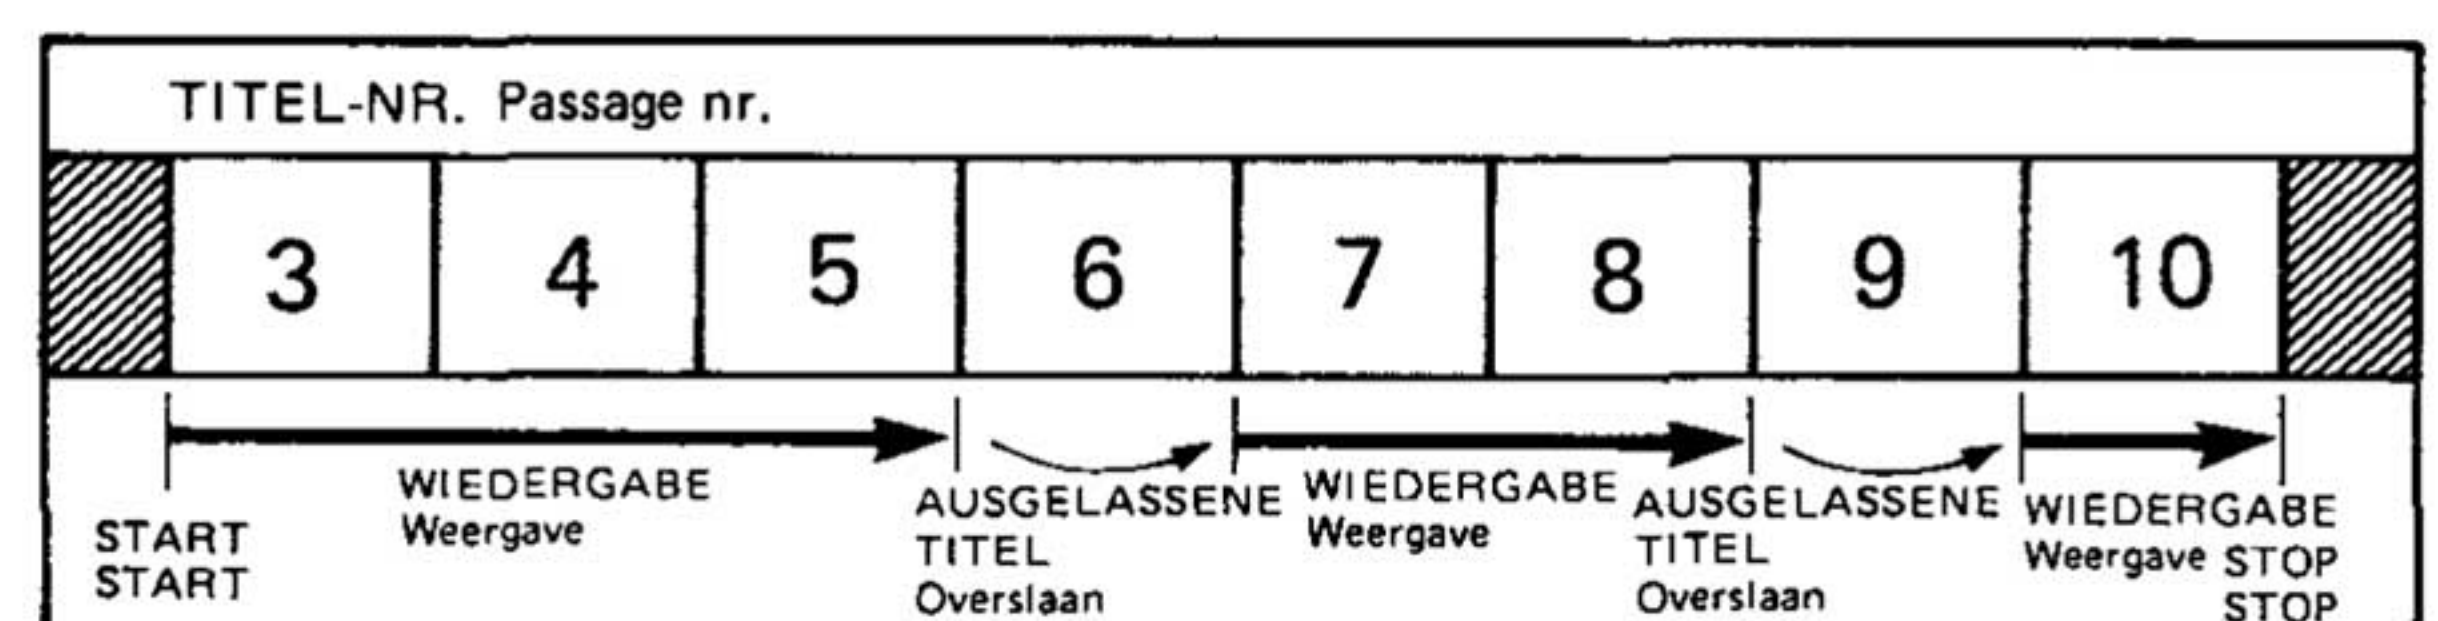 TITEL-NR. Passage nr.
3 4 5 6 7 8 9 10
WIEDERGABE
Weergave
START
START
AUSGELASSENE
TITEL
Overslaan
WIEDERGABE
Weergave
AUSGELASSENE
TITEL
Overslaan
WIEDERGABE
Weergave STOP
STOP